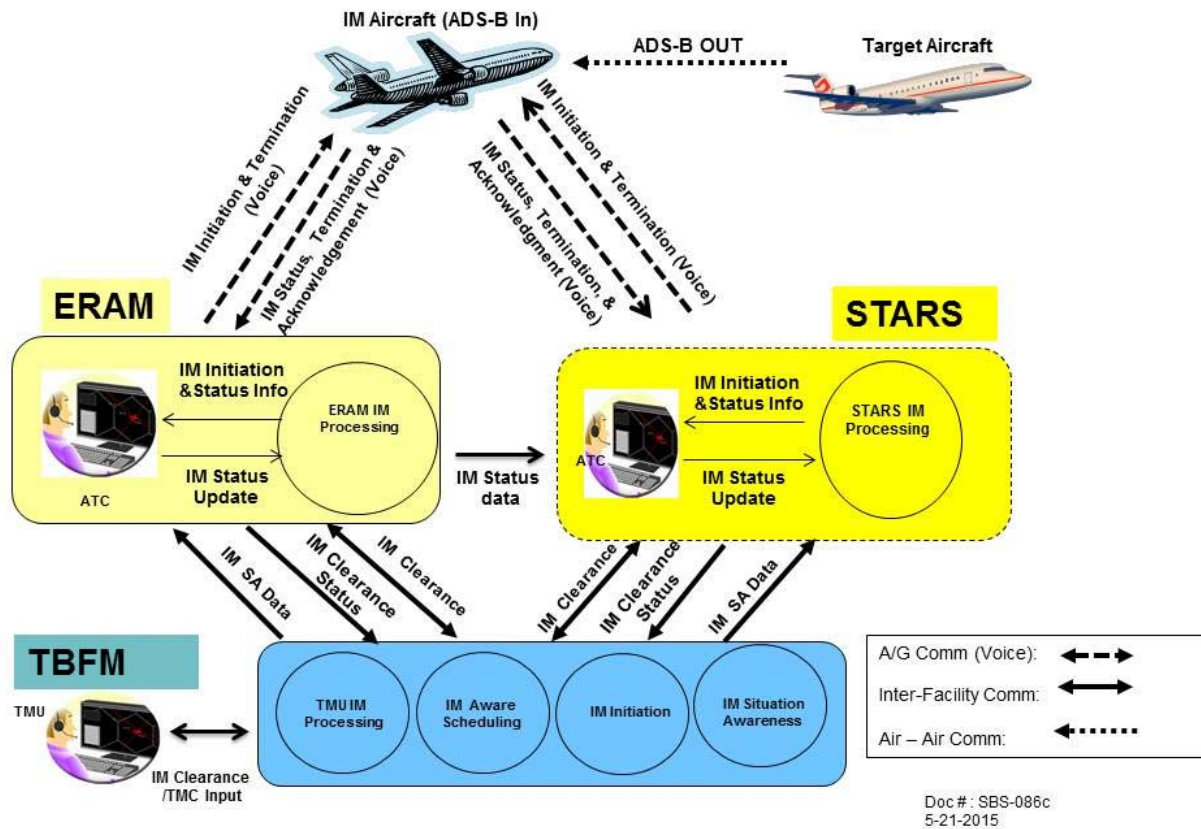 IM Aircraft (ADS-B In)
ADS-B OUT
Target Aircraft
IM Initiation & Termination
(Voice)
IM Status, Termination &
Acknowledgement (Voice)
IM Status, Termination, &
Acknowledgment (Voice)
IM Initiation & Termination (Voice)
ERAM
STARS
IM Initiation
&Status Info
ERAM IM
Processing
IM Status
Update
ATC
IM Status
data
IM Initiation
&Status Info
STARS IM
Processing
ATC
IM Status
Update
IM SA Data
IM Clearance
Status
IM Clearance
IM Clearance
IM Clearance
Status
IM SA Data
TBFM
TMU
IM Clearance
/TMC Input
TMU IM
Processing
IM Aware
Scheduling
IM Initiation
IM Situation
Awareness
A/G Comm (Voice):
Inter-Facility Comm:
Air – Air Comm:
Doc # : SBS-086c
5-21-2015